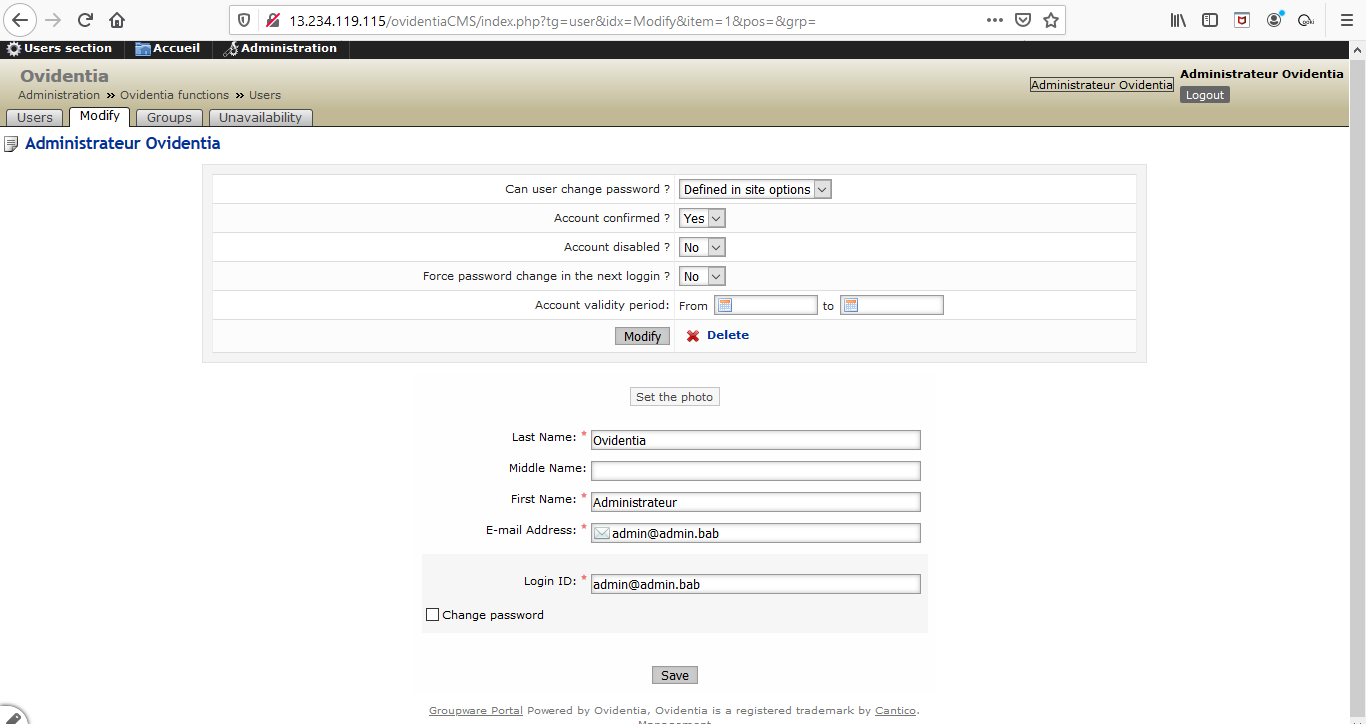 13.234.119.115/ovidentiaCMS/index.php?tg=user&idx=Modify&item=1&pos=&grp=
Users section Accueil Administration
Ovidentia
Administrateur Ovidentia Administrateur Ovidentia
Administration » Ovidentia functions » Users
Logout
Users Modify Groups Unavailability
Administrateur Ovidentia
Can user change password ? Defined in site options
Account confirmed ? Yes
Account disabled ? No
Force password change in the next loggin ? No
Account validity period: From to
Modify Delete
Set the photo
Last Name: * Ovidentia
Middle Name:
First Name: * Administrateur
E-mail Address: * admin@admin.bab
Login ID: * admin@admin.bab
Change password
Save
Groupware Portal Powered by Ovidentia, Ovidentia is a registered trademark by Cantico.